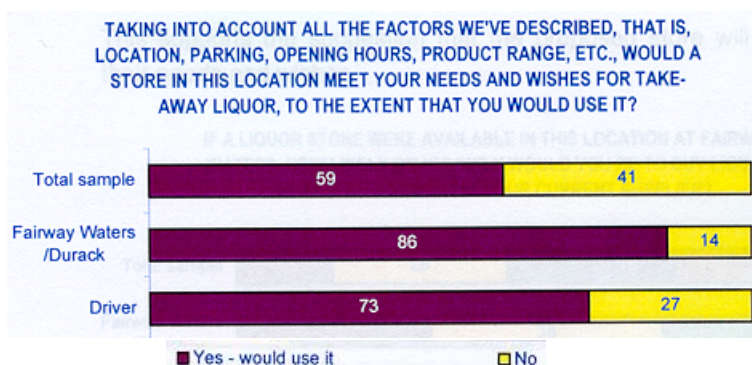 TAKING INTO ACCOUNT ALL THE FACTORS WE'VE DESCRIBED, THAT IS,
LOCATION, PARKING, OPENING HOURS, PRODUCT RANGE, ETC., WOULD A
STORE IN THIS LOCATION MEET YOUR NEEDS AND WISHES FOR TAKE-
AWAY LIQUOR, TO THE EXTENT THAT YOU WOULD USE IT?
Total sample 59 41
Fairway Waters
/Durack 86 14
Driver 73 27
Yes - would use it No